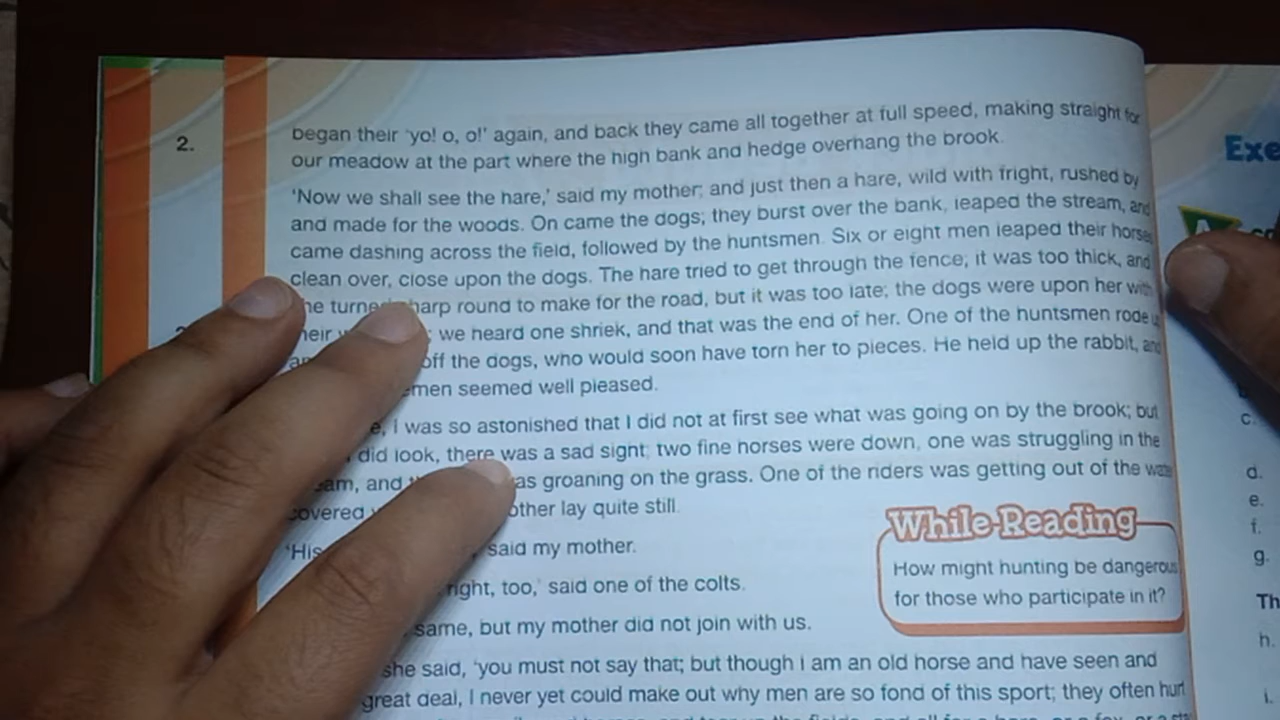 2.
began their 'yo! o, o!' again, and back they came all together at full speed, making straight for
our meadow at the part where the high bank and hedge overhang the brook.
'Now we shall see the hare,' said my mother; and just then a hare, wild with fright, rushed by
and made for the woods. On came the dogs; they burst over the bank, leaped the stream, and
came dashing across the field, followed by the huntsmen. Six or eight men leaped their horses
clean over, close upon the dogs. The hare tried to get through the fence; it was too thick, and
turned sharp round to make for the road, but it was too late; the dogs were upon her with
we heard one shriek, and that was the end of her. One of the huntsmen rode
off the dogs, who would soon have torn her to pieces. He held up the rabbit, and
seemed well pleased.
I was so astonished that I did not at first see what was going on by the brook; but
did look, there was a sad sight; two fine horses were down, one was struggling in the
and groaning on the grass. One of the riders was getting out of the
covered lay quite still.
said my mother.
right, too,' said one of the colts.
same, but my mother did not join with us.
she said, 'you must not say that; but though I am an old horse and have seen and
great deal, I never yet could make out why men are so fond of this sport; they often hurt
While-Reading
How might hunting be dangerous
for those who participate in it?
Exe
A
c.
d.
e.
f.
g.
Th
h.
i.